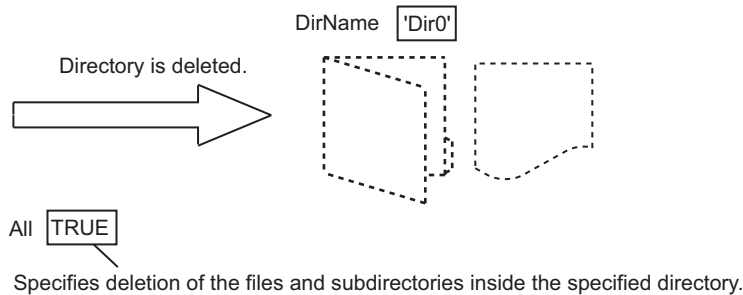 DirName 'Dir0'
Directory is deleted.
All TRUE
Specifies deletion of the files and subdirectories inside the specified directory.